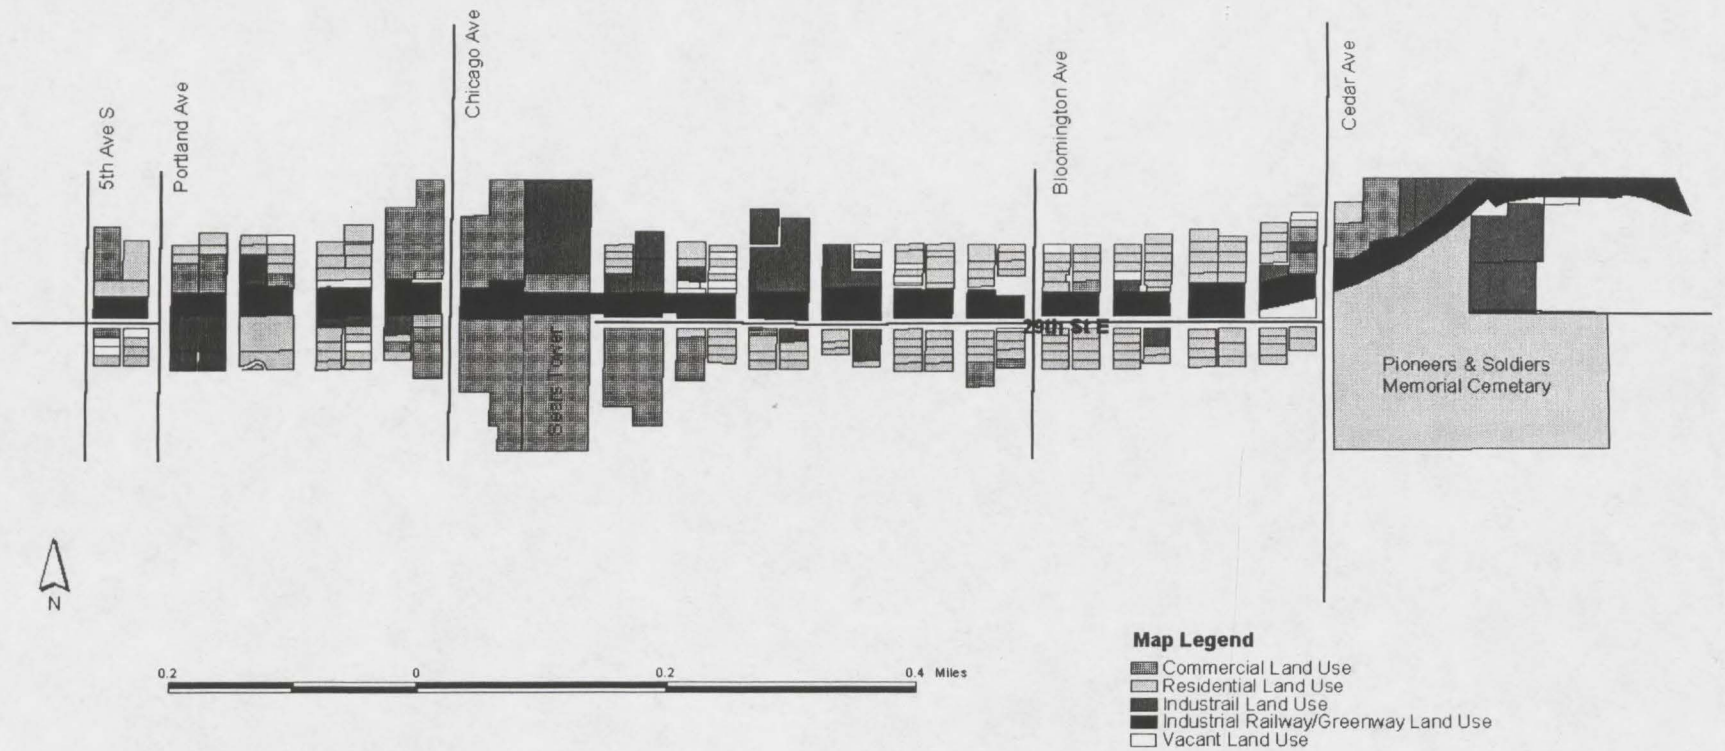 5th Ave S
Portland Ave
Chicago Ave
Bloomington Ave
Cedar Ave
29th St E
Sears Tower
Pioneers & Soldiers
Memorial Cemetary
N
0.2 0 0.2 0.4 Miles
Map Legend
Commercial Land Use
Residential Land Use
Industrail Land Use
Industrial Railway/Greenway Land Use
Vacant Land Use